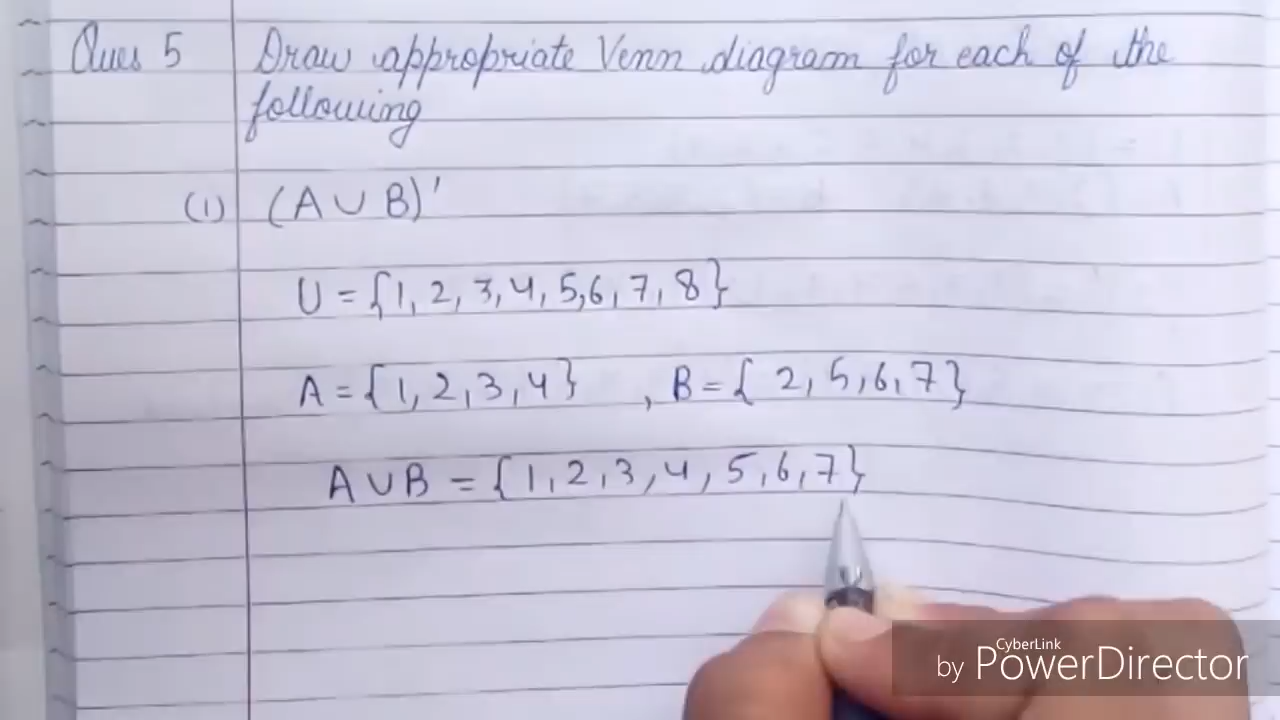 Ques 5 Draw appropriate Venn diagram for each of the
following
(1) (A ∪ B)'
U = {1, 2, 3, 4, 5, 6, 7, 8}
A = {1, 2, 3, 4} , B = { 2, 5, 6, 7}
A ∪ B = {1, 2, 3, 4, 5, 6, 7}
CyberLink
by PowerDirector